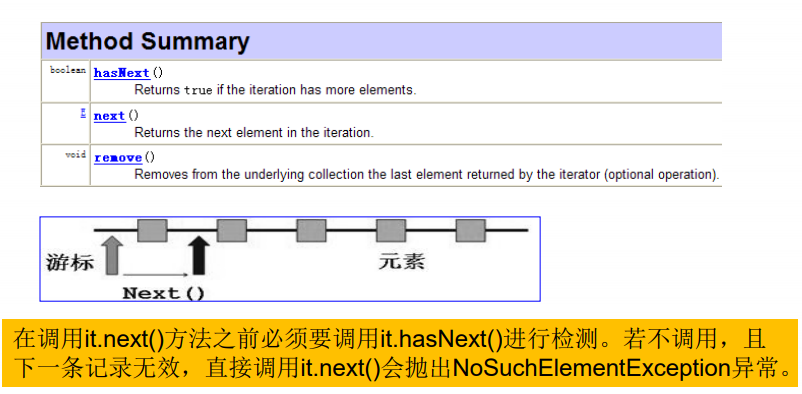 Method Summary
boolean hasNext()
Returns true if the iteration has more elements.
E next()
Returns the next element in the iteration.
void remove()
Removes from the underlying collection the last element returned by the iterator (optional operation).
游标 元素
Next()
在调用it.next()方法之前必须要调用it.hasNext()进行检测。若不调用，且
下一条记录无效，直接调用it.next()会抛出NoSuchElementException异常。